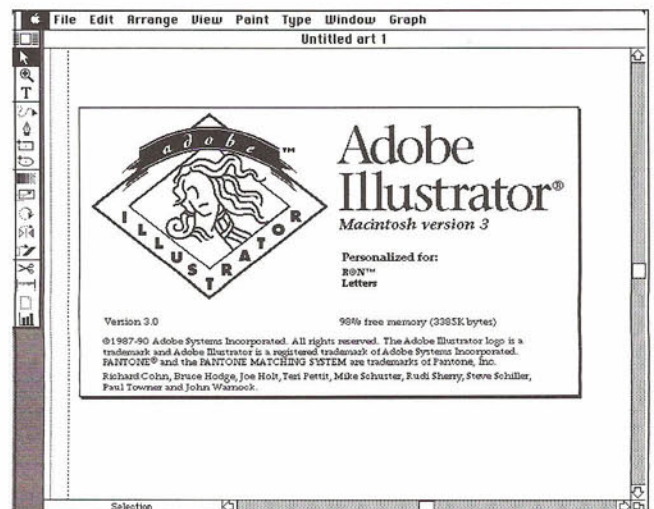 File Edit Arrange View Paint Type Window Graph
Untitled art 1
adobe™
ILLUSTRATOR
Adobe
Illustrator®
Macintosh version 3
Personalized for:
R®N™
Letters
Version 3.0
98% free memory (3385K bytes)
©1987-90 Adobe Systems Incorporated. All rights reserved. The Adobe Illustrator logo is a
trademark and Adobe Illustrator is a registered trademark of Adobe Systems Incorporated.
PANTONE® and the PANTONE MATCHING SYSTEM are trademarks of Pantone, Inc.
Richard Cohn, Bruce Hodge, Joe Holt, Teri Pettit, Mike Schuster, Rudi Sherry, Steve Schiller,
Paul Towner and John Warnock.
T
Selection